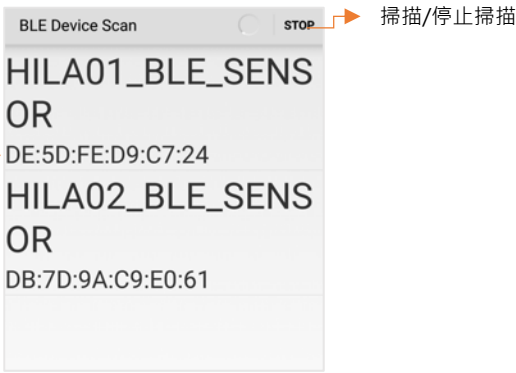 BLE Device Scan STOP
掃描/停止掃描
HILA01_BLE_SENS
OR
DE:5D:FE:D9:C7:24
HILA02_BLE_SENS
OR
DB:7D:9A:C9:E0:61